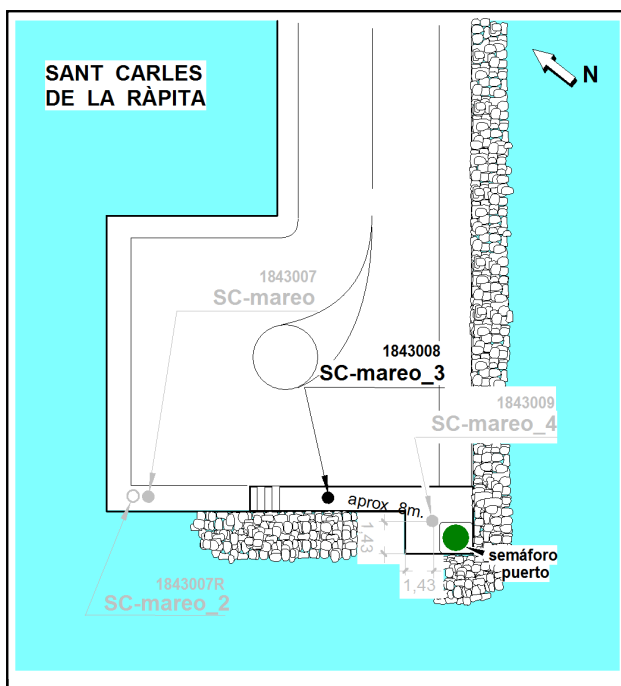 SANT CARLES
DE LA RÀPITA
N
1843007
SC-mareo
1843008
SC-mareo_3
1843009
SC-mareo_4
aprox. 8m.
1,43
semáforo
puerto
1,43
1843007R
SC-mareo_2